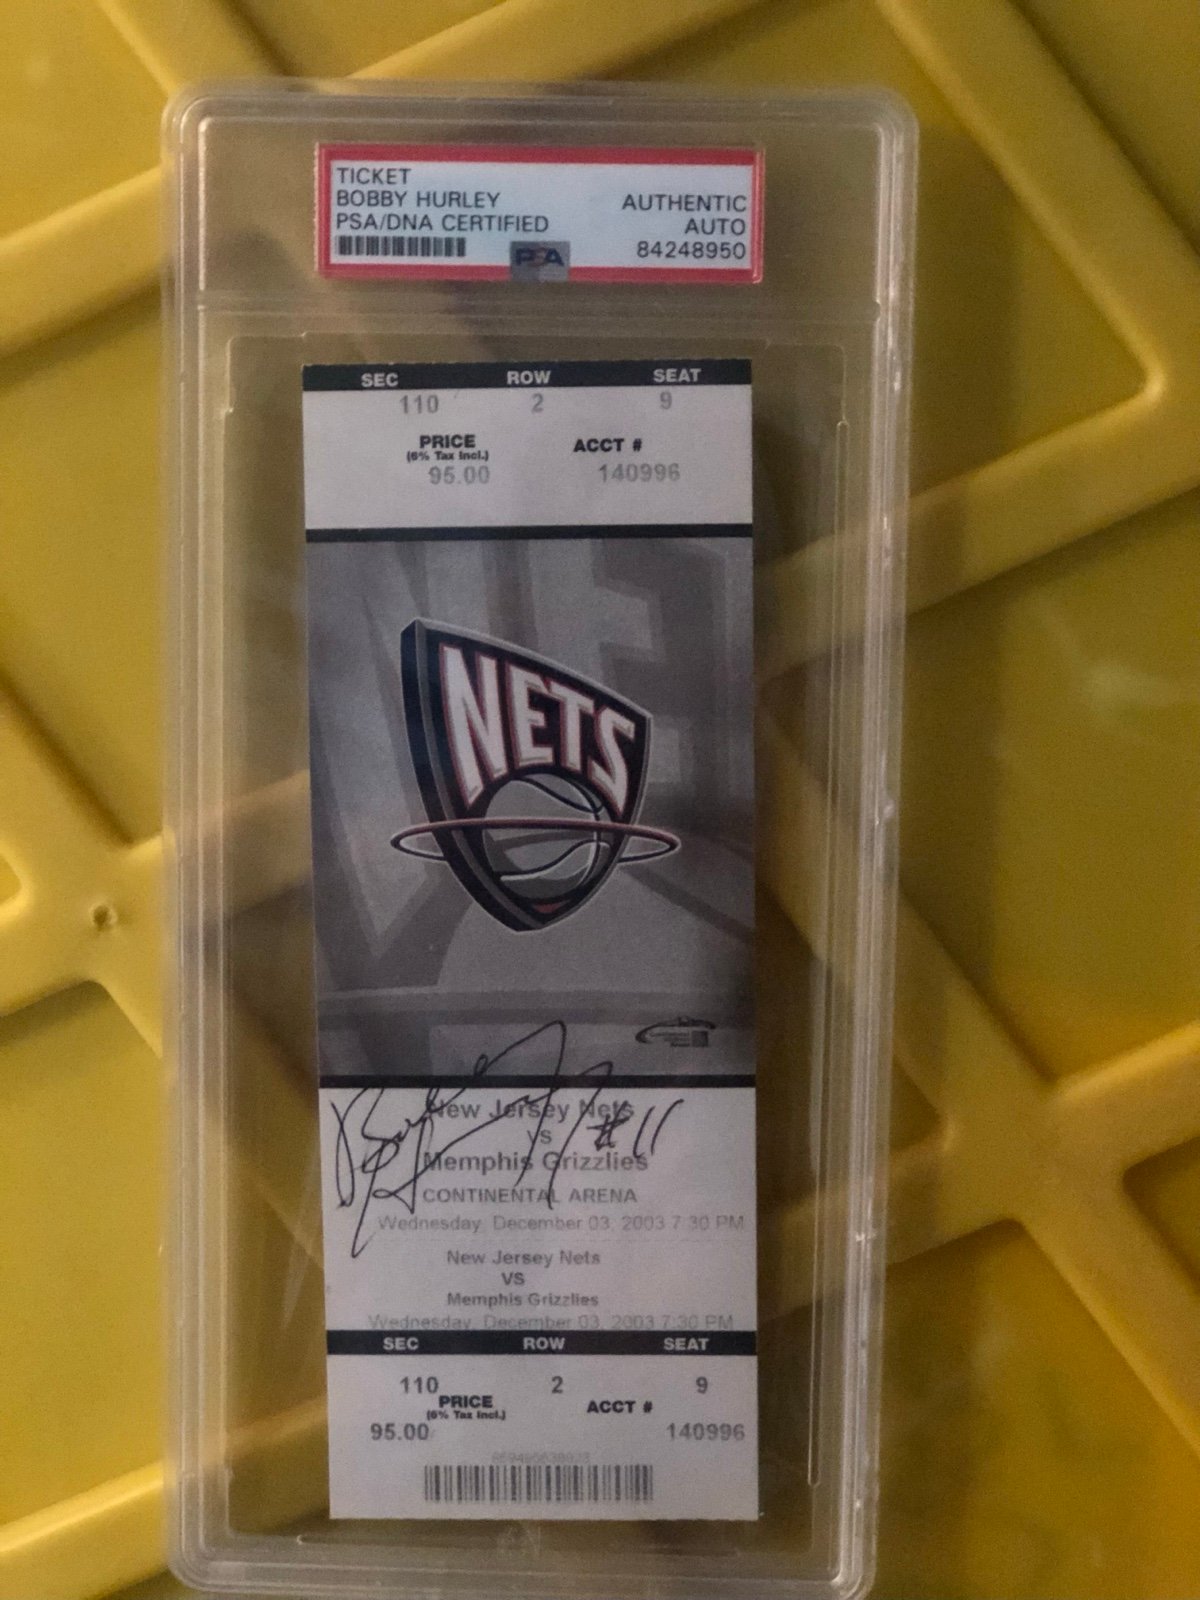 TICKET
BOBBY HURLEY
PSA/DNA CERTIFIED
AUTHENTIC
AUTO
84248950
PSA
SEC ROW SEAT
110 2 9
PRICE ACCT #
(6% Tax Incl.)
95.00 140996
NETS
#11
New Jersey Nets
vs
Memphis Grizzlies
CONTINENTAL ARENA
Wednesday, December 03, 2003 7:30 PM
New Jersey Nets
VS
Memphis Grizzlies
Wednesday, December 03, 2003 7:30 PM
SEC ROW SEAT
110 2 9
PRICE ACCT #
(6% Tax Incl.)
95.00 140996